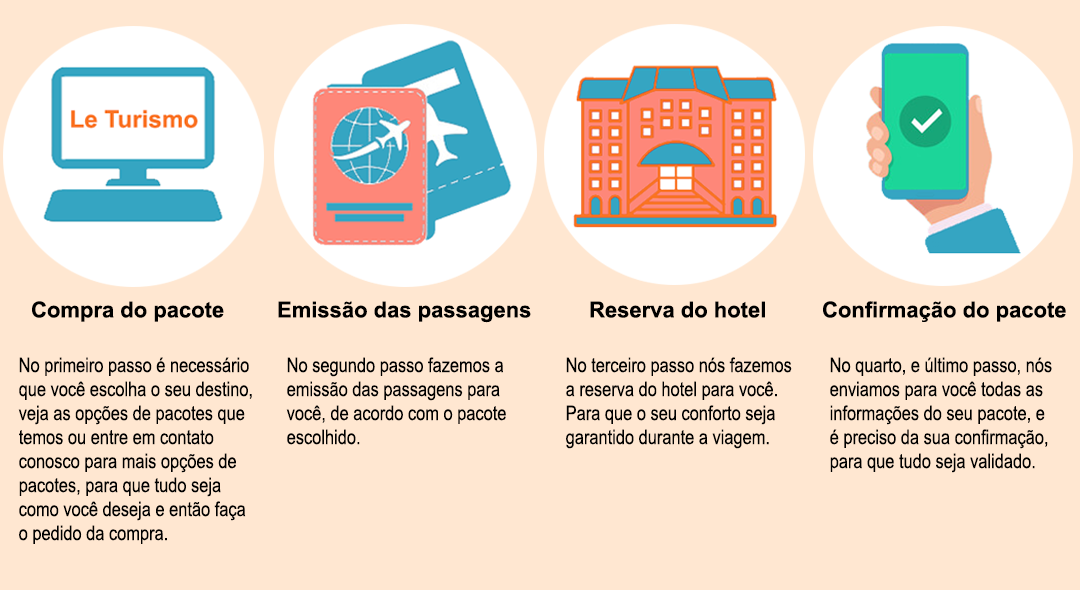 Le Turismo
Compra do pacote
No primeiro passo é necessário
que você escolha o seu destino,
veja as opções de pacotes que
temos ou entre em contato
conosco para mais opções de
pacotes, para que tudo seja
como você deseja e então faça
o pedido da compra.
Emissão das passagens
No segundo passo fazemos a
emissão das passagens para
você, de acordo com o pacote
escolhido.
Reserva do hotel
No terceiro passo nós fazemos
a reserva do hotel para você.
Para que o seu conforto seja
garantido durante a viagem.
Confirmação do pacote
No quarto, e último passo, nós
enviamos para você todas as
informações do seu pacote, e
é preciso da sua confirmação,
para que tudo seja validado.